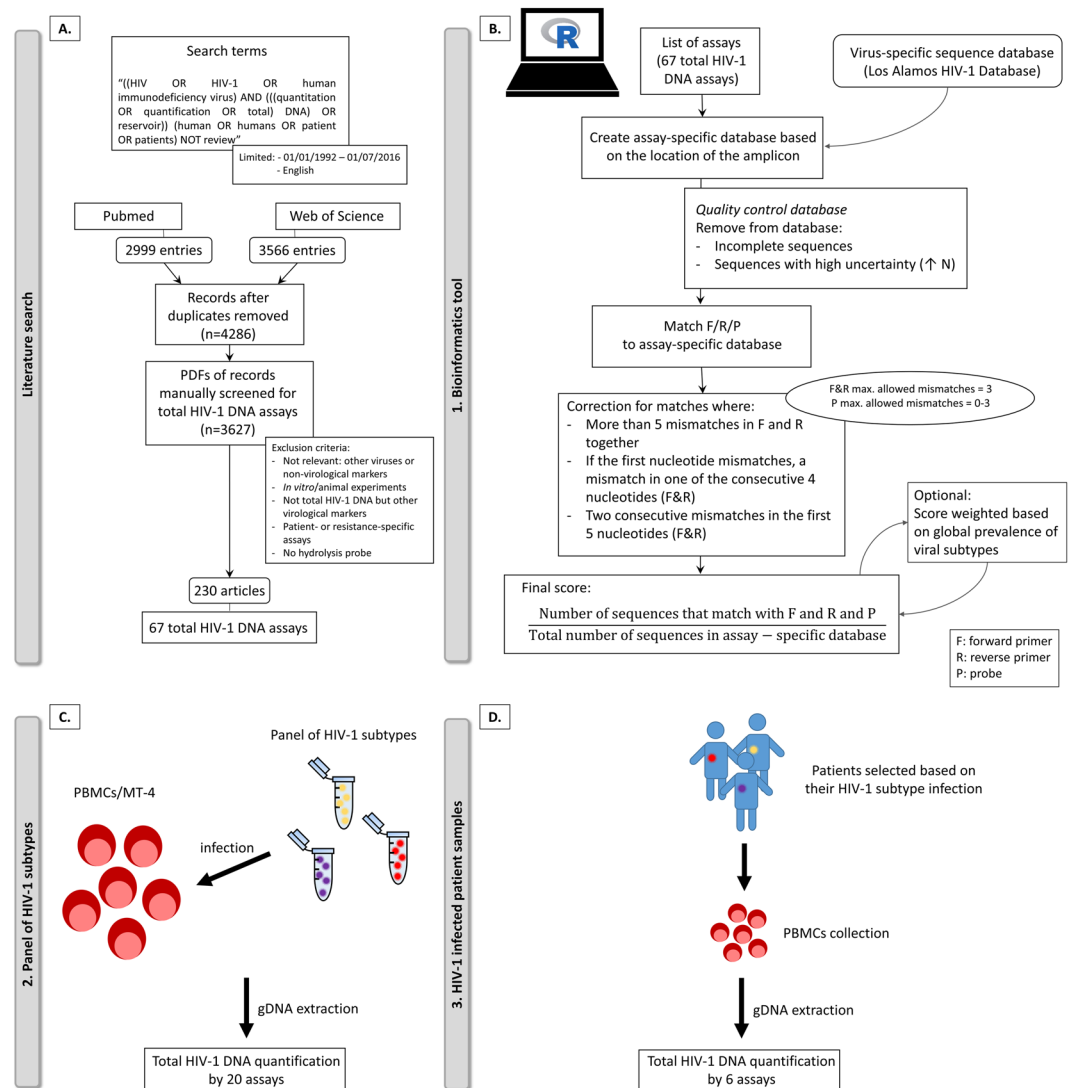 A.
Literature search
Search terms
“((HIV OR HIV-1 OR human
immunodeficiency virus) AND (((quantitation
OR quantification OR total) DNA) OR
reservoir)) (human OR humans OR patient
OR patients) NOT review”
Limited: - 01/01/1992 – 01/07/2016
- English
Pubmed
Web of Science
2999 entries
3566 entries
Records after
duplicates removed
(n=4286)
PDFs of records
manually screened for
total HIV-1 DNA assays
(n=3627)
Exclusion criteria:
- Not relevant: other viruses or
non-virological markers
- In vitro/animal experiments
- Not total HIV-1 DNA but other
virological markers
- Patient- or resistance-specific
assays
- No hydrolysis probe
230 articles
67 total HIV-1 DNA assays
B.
1. Bioinformatics tool
R
List of assays
(67 total HIV-1
DNA assays)
Virus-specific sequence database
(Los Alamos HIV-1 Database)
Create assay-specific database based
on the location of the amplicon
Quality control database
Remove from database:
- Incomplete sequences
- Sequences with high uncertainty (↑ N)
Match F/R/P
to assay-specific database
F&R max. allowed mismatches = 3
P max. allowed mismatches = 0-3
Correction for matches where:
- More than 5 mismatches in F and R
together
- If the first nucleotide mismatches, a
mismatch in one of the consecutive 4
nucleotides (F&R)
- Two consecutive mismatches in the first
5 nucleotides (F&R)
Optional:
Score weighted based
on global prevalence of
viral subtypes
Final score:
Number of sequences that match with F and R and P
Total number of sequences in assay − specific database
F: forward primer
R: reverse primer
P: probe
C.
2. Panel of HIV-1 subtypes
Panel of HIV-1 subtypes
PBMCs/MT-4
infection
gDNA extraction
Total HIV-1 DNA quantification
by 20 assays
D.
3. HIV-1 infected patient samples
Patients selected based on
their HIV-1 subtype infection
PBMCs collection
gDNA extraction
Total HIV-1 DNA quantification
by 6 assays